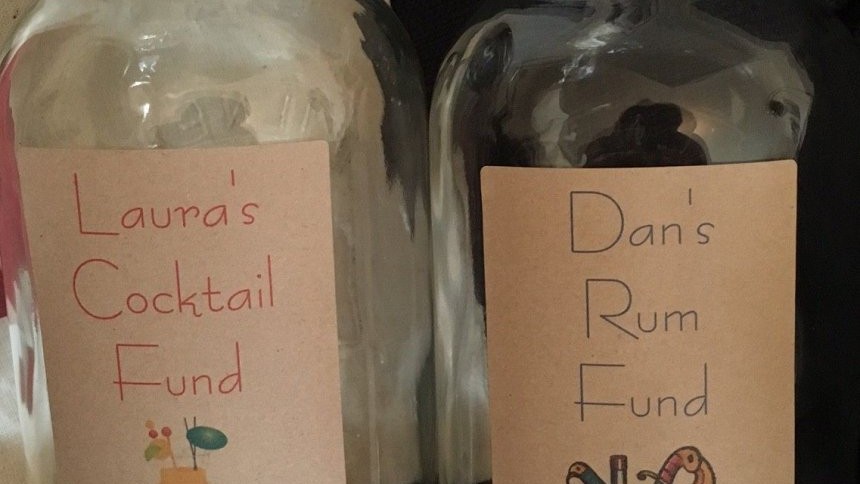 Laura's
Cocktail
Fund
Dan's
Rum
Fund